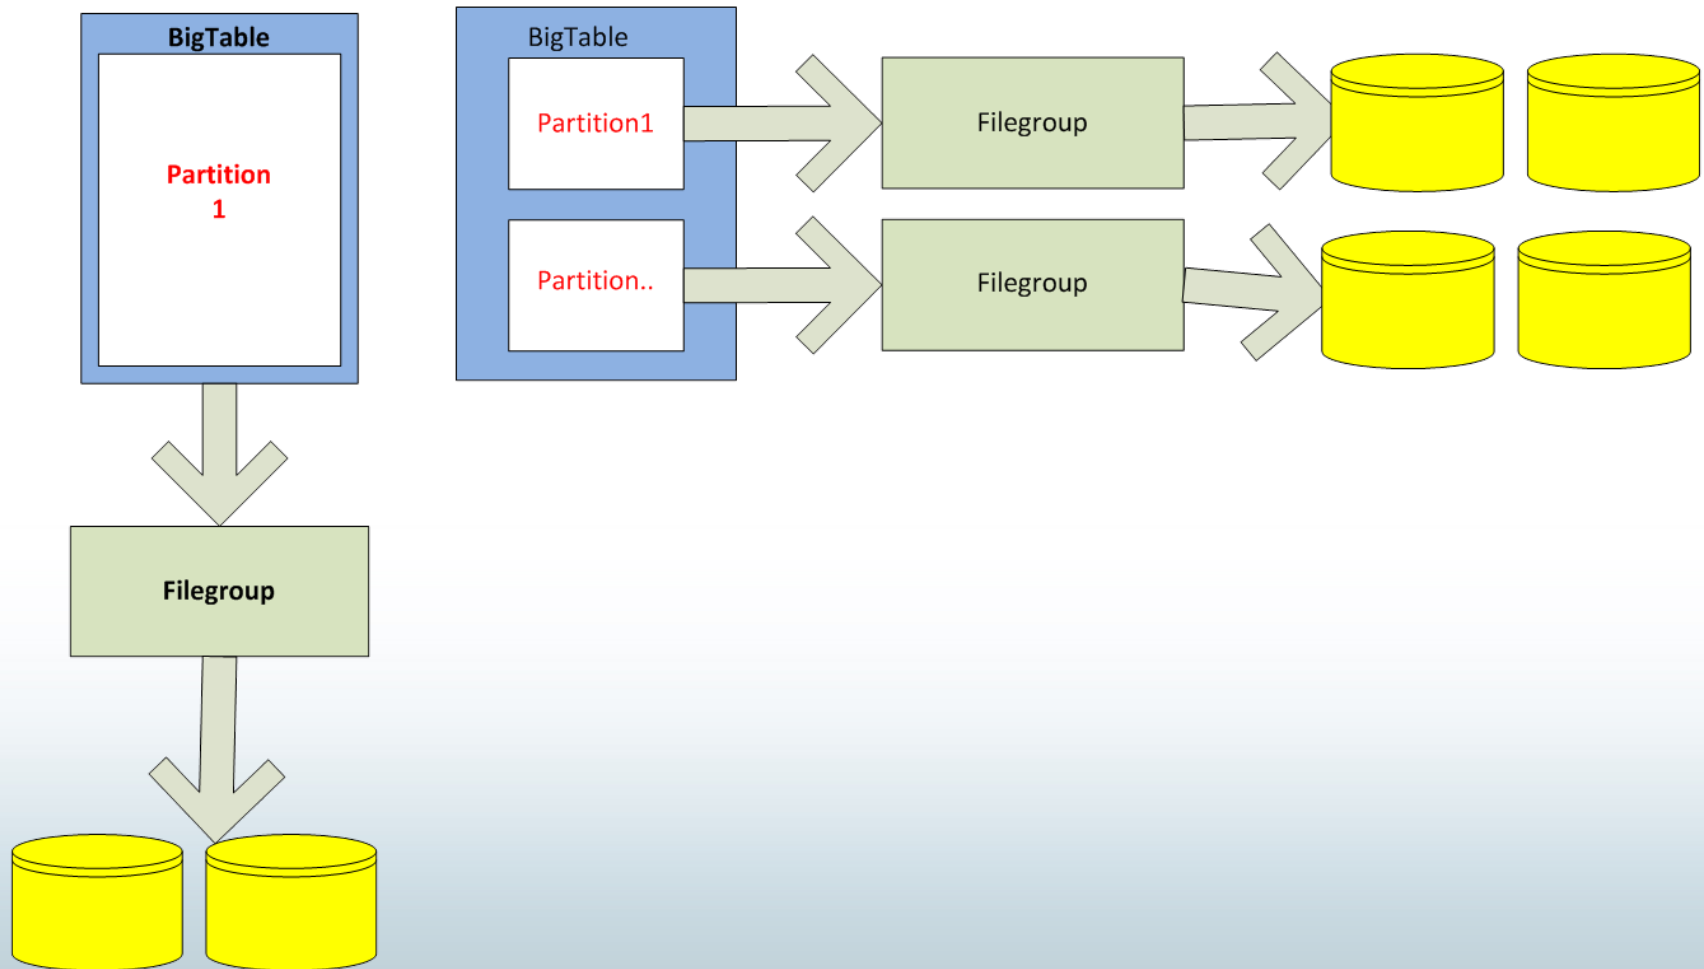 BigTable
Partition
1
Filegroup
BigTable
Partition1
Filegroup
Partition..
Filegroup